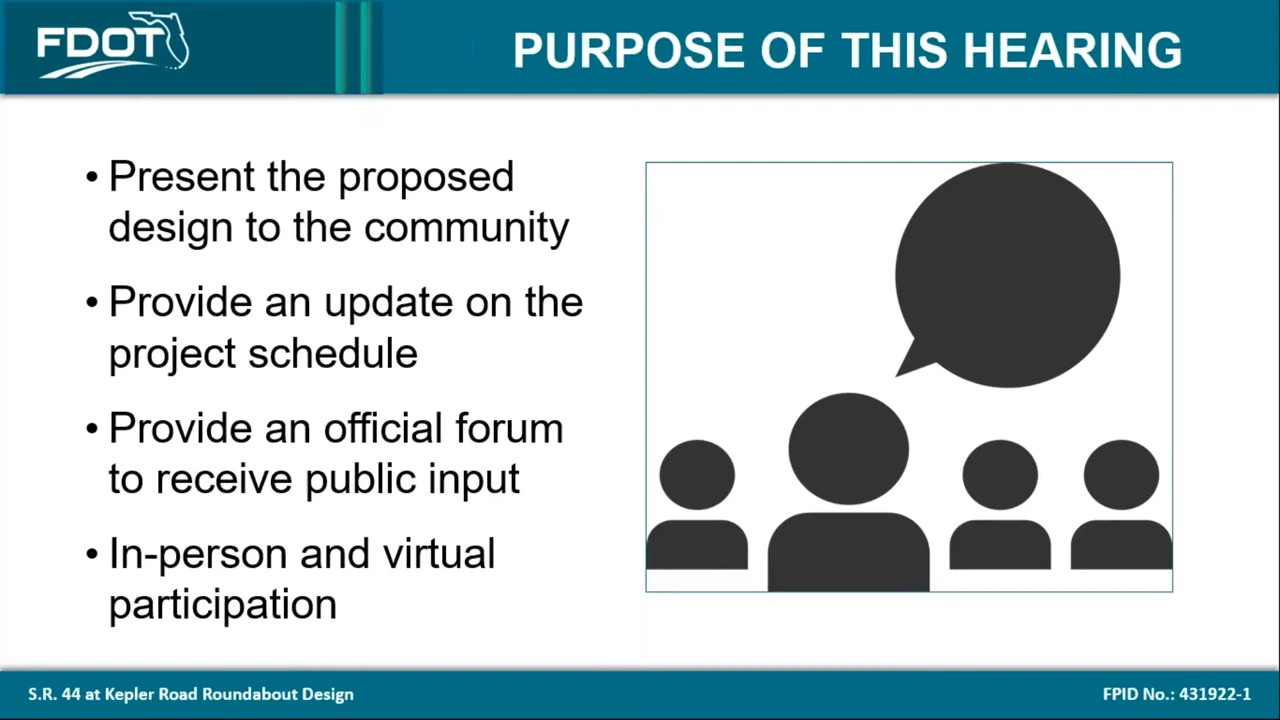 FDOT
PURPOSE OF THIS HEARING
• Present the proposed
design to the community
• Provide an update on the
project schedule
• Provide an official forum
to receive public input
• In-person and virtual
participation
S.R. 44 at Kepler Road Roundabout Design
FPID No.: 431922-1